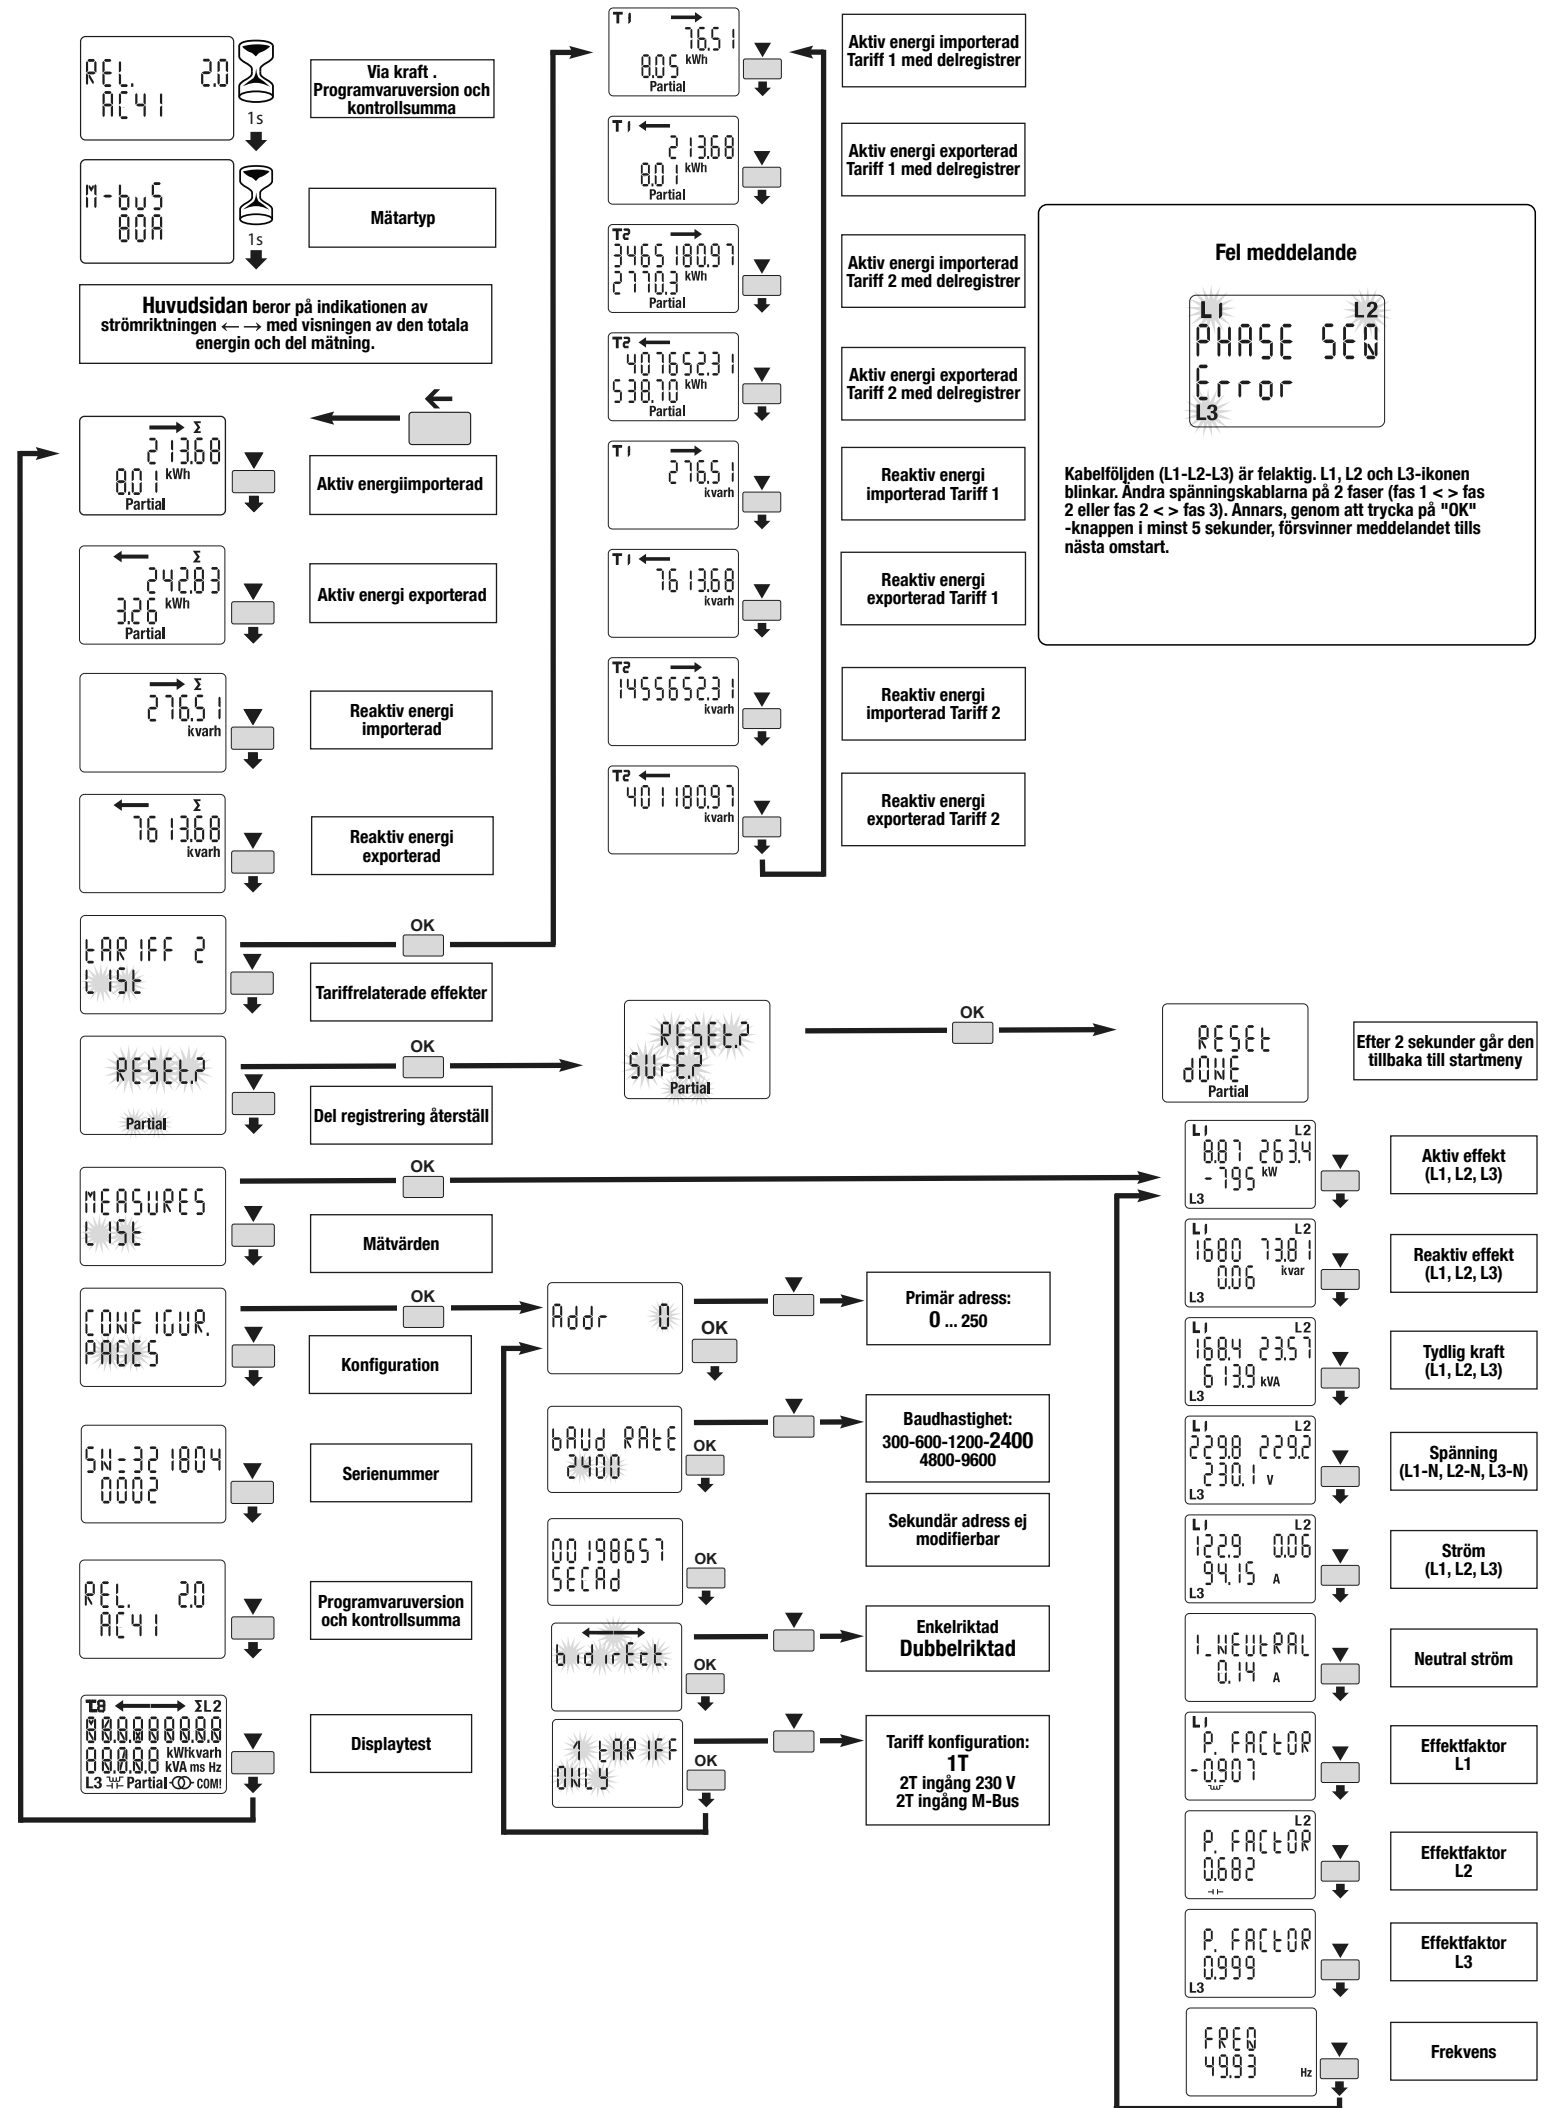 REL. 2.0
AC41
1s
Via kraft .
Programvaruversion och
kontrollsumma
M-buS
80A
1s
Mätartyp
Huvudsidan beror på indikationen av
strömriktningen ←→ med visningen av den totala
energin och del mätning.
←
→ Σ
213.68
8.01 kWh
Partial
Aktiv energiimporterad
← Σ
242.83
3.26 kWh
Partial
Aktiv energi exporterad
→ Σ
276.51
kvarh
Reaktiv energi
importerad
← Σ
7613.68
kvarh
Reaktiv energi
exporterad
tARIFF 2
LISt
OK
Tariffrelaterade effekter
RESEt.?
Partial
OK
Del registrering återställ
RESEt.?
SUrE.?
Partial
OK
RESEt
dONE
Partial
Efter 2 sekunder går den
tillbaka till startmeny
MEASURES
LISt
OK
Mätvärden
CONFIGUR.
PAGES
OK
Konfiguration
SN-321804
0002
Serienummer
REL. 2.0
AC41
Programvaruversion
och kontrollsumma
T.8 ←→ ΣL2
88888888
88888 kWhkvarh
kVA ms Hz
L3 Partial COM!
Displaytest
T1 →
76.51
8.05 kWh
Partial
Aktiv energi importerad
Tariff 1 med delregistrer
T1 ←
213.68
8.01 kWh
Partial
Aktiv energi exporterad
Tariff 1 med delregistrer
T2 →
3465180.97
2770.3 kWh
Partial
Aktiv energi importerad
Tariff 2 med delregistrer
T2 ←
407652.31
538.70 kWh
Partial
Aktiv energi exporterad
Tariff 2 med delregistrer
T1 →
276.51
kvarh
Reaktiv energi
importerad Tariff 1
T1 ←
7613.68
kvarh
Reaktiv energi
exporterad Tariff 1
T2 →
1455652.31
kvarh
Reaktiv energi
importerad Tariff 2
T2 ←
401180.97
kvarh
Reaktiv energi
exporterad Tariff 2
Fel meddelande
L1 L2
PHASE SEQ
Error
L3
Kabelföljden (L1-L2-L3) är felaktig. L1, L2 och L3-ikonen
blinkar. Ändra spänningskablarna på 2 faser (fas 1 < > fas
2 eller fas 2 < > fas 3). Annars, genom att trycka på "OK"
-knappen i minst 5 sekunder, försvinner meddelandet tills
nästa omstart.
Addr 0
OK
Primär adress:
0 ... 250
bAUd RAtE
2400
OK
Baudhastighet:
300-600-1200-2400
4800-9600
00198657
SECAd
OK
Sekundär adress ej
modifierbar
←→
bidirEct.
OK
Enkelriktad
Dubbelriktad
1 tARIFF
ONLY
OK
Tariff konfiguration:
1T
2T ingång 230 V
2T ingång M-Bus
L1 L2
8.87 263.4
-795 kW
L3
Aktiv effekt
(L1, L2, L3)
L1 L2
1680 73.81
0.06 kvar
L3
Reaktiv effekt
(L1, L2, L3)
L1 L2
168.4 23.57
613.9 kVA
L3
Tydlig kraft
(L1, L2, L3)
L1 L2
229.8 229.2
230.1 V
L3
Spänning
(L1-N, L2-N, L3-N)
L1 L2
122.9 0.06
94.15 A
L3
Ström
(L1, L2, L3)
I_NEUtRAL
0.14 A
Neutral ström
L1
P. FACtOR
-0.907
Effektfaktor
L1
L2
P. FACtOR
0.682
Effektfaktor
L2
P. FACtOR
0.999
L3
Effektfaktor
L3
FREQ
49.93 Hz
Frekvens